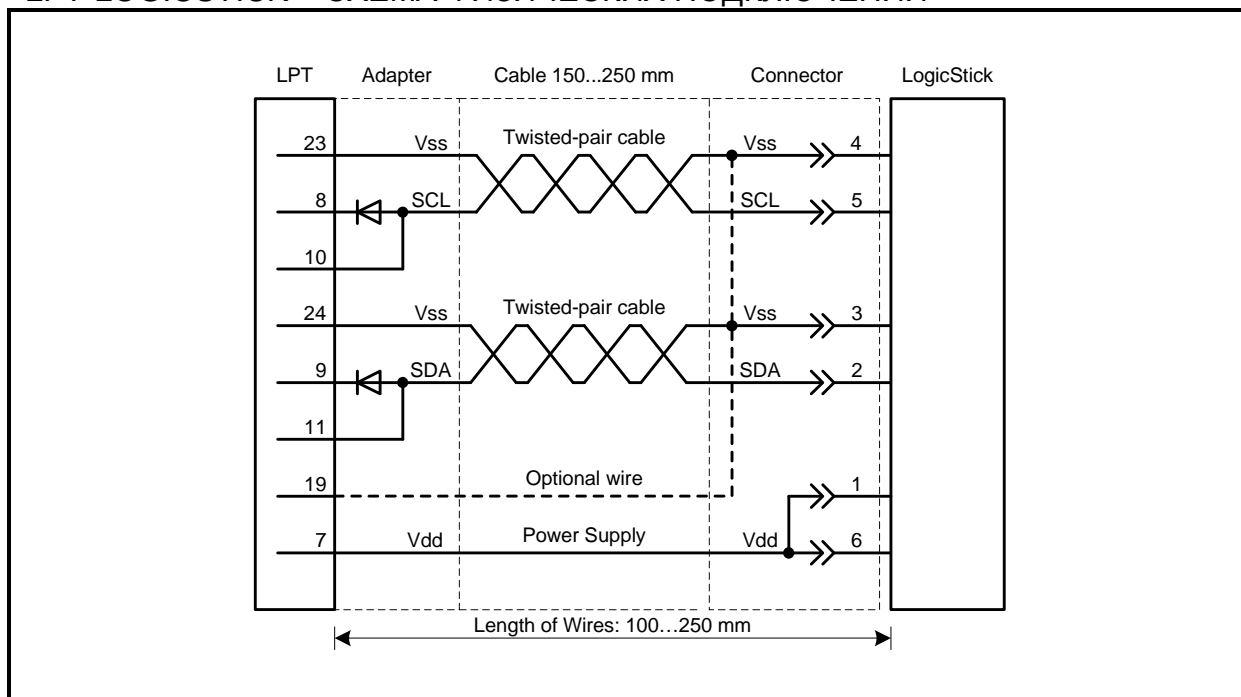 LPT Adapter Cable 150...250 mm Connector LogicStick
23 Vss Twisted-pair cable Vss 4
8 SCL SCL 5
10
24 Vss Twisted-pair cable Vss 3
9 SDA SDA 2
11
19 Optional wire 1
7 Vdd Power Supply Vdd 6
Length of Wires: 100…250 mm